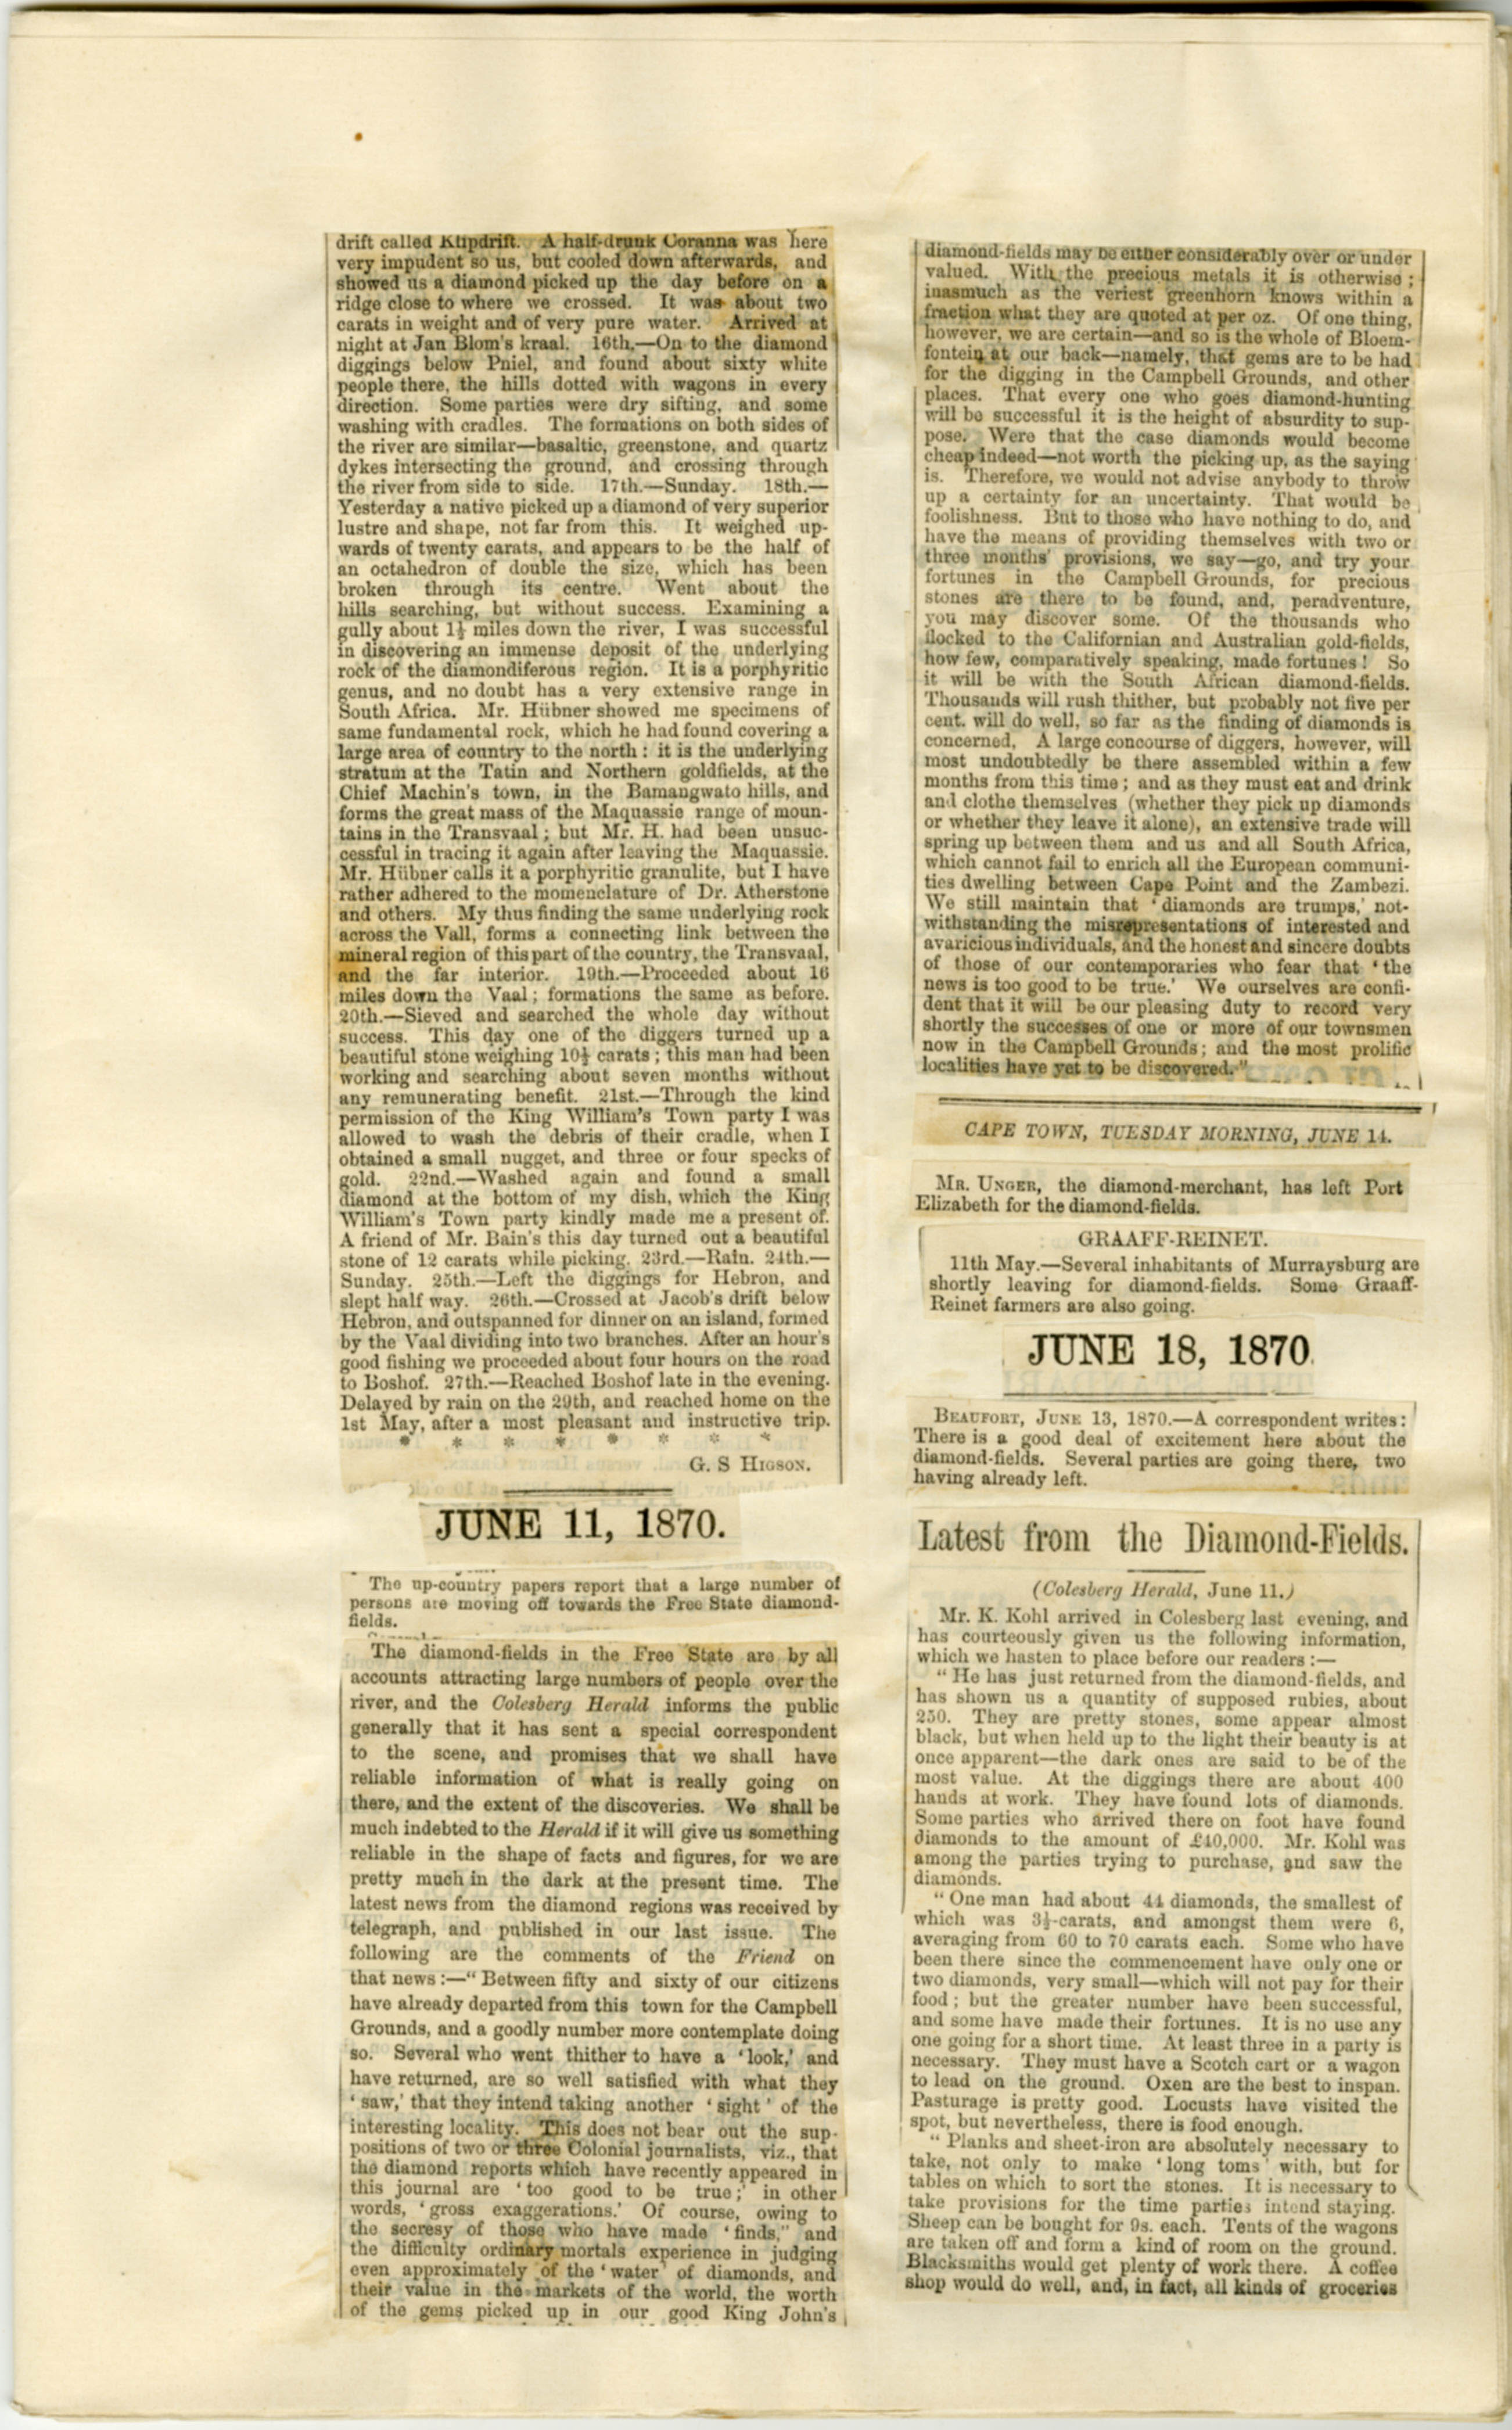 drift called Klipdrift. A half-drunk Coranna was here
very impudent so us, but cooled down afterwards, and
showed us a diamond picked up the day before on a
ridge close to where we crossed. It was about two
carats in weight and of very pure water. Arrived at
night at Jan Blom's kraal. 16th,—On to the diamond
diggings below Pniel, and found about sixty white
people there, the hills dotted with wagons in every
direction. Some parties were dry sifting, and some
washing with cradles. The formations on both sides of
the river are similar—basaltic, greenstone, and quartz
dykes intersecting the ground, and crossing through
the river from side to side. 17th.—Sunday. 18th.—
Yesterday a native picked up a diamond of very superior
lustre and shape, not far from this. It weighed up-
wards of twenty carats, and appears to be the half of
an octahedron of double the size, which has been
broken through its centre. Went about the
hills searching, but without success. Examining a
gully about 1½ miles down the river, I was successful
in discovering an immense deposit of the underlying
rock of the diamondiferous region. It is a porphyritic
genus, and no doubt has a very extensive range in
South Africa. Mr. Hübner showed me specimens of
same fundamental rock, which he had found covering a
large area of country to the north: it is the underlying
stratum at the Tatin and Northern goldfields, at the
Chief Machin's town, in the Bamangwato hills, and
forms the great mass of the Maquassie range of moun-
tains in the Transvaal; but Mr. H. had been unsuc-
cessful in tracing it again after leaving the Maquassie.
Mr. Hübner calls it a porphyritic granulite, but I have
rather adhered to the momenclature of Dr. Atherstone
and others. My thus finding the same underlying rock
across the Vall, forms a connecting link between the
mineral region of this part of the country, the Transvaal,
and the far interior. 19th.—Proceeded about 16
miles down the Vaal; formations the same as before.
20th.—Sieved and searched the whole day without
success. This day one of the diggers turned up a
beautiful stone weighing 10½ carats; this man had been
working and searching about seven months without
any remunerating benefit. 21st.—Through the kind
permission of the King William's Town party I was
allowed to wash the debris of their cradle, when I
obtained a small nugget, and three or four specks of
gold. 22nd.—Washed again and found a small
diamond at the bottom of my dish, which the King
William's Town party kindly made me a present of.
A friend of Mr. Bain's this day turned out a beautiful
stone of 12 carats while picking. 23rd.—Rain. 24th.—
Sunday. 25th.—Left the diggings for Hebron, and
slept half way. 26th.—Crossed at Jacob's drift below
Hebron, and outspanned for dinner on an island, formed
by the Vaal dividing into two branches. After an hour's
good fishing we proceeded about four hours on the road
to Boshof. 27th.—Reached Boshof late in the evening.
Delayed by rain on the 29th, and reached home on the
1st May, after a most pleasant and instructive trip.
* * * * * * * *
G. S HIGSON.
JUNE 11, 1870.
The up-country papers report that a large number of
persons are moving off towards the Free State diamond-
fields.
The diamond-fields in the Free State are by all
accounts attracting large numbers of people over the
river, and the Colesberg Herald informs the public
generally that it has sent a special correspondent
to the scene, and promises that we shall have
reliable information of what is really going on
there, and the extent of the discoveries. We shall be
much indebted to the Herald if it will give us something
reliable in the shape of facts and figures, for we are
pretty much in the dark at the present time. The
latest news from the diamond regions was received by
telegraph, and published in our last issue. The
following are the comments of the Friend on
that news:—"Between fifty and sixty of our citizens
have already departed from this town for the Campbell
Grounds, and a goodly number more contemplate doing
so. Several who went thither to have a 'look,' and
have returned, are so well satisfied with what they
'saw,' that they intend taking another 'sight' of the
interesting locality. This does not bear out the sup-
positions of two or three Colonial journalists, viz., that
the diamond reports which have recently appeared in
this journal are 'too good to be true;' in other
words, 'gross exaggerations.' Of course, owing to
the secresy of those who have made 'finds," and
the difficulty ordinary mortals experience in judging
even approximately of the 'water' of diamonds, and
their value in the markets of the world, the worth
of the gems picked up in our good King John's
diamond-fields may be either considerably over or under
valued. With the precious metals it is otherwise;
inasmuch as the veriest greenhorn knows within a
fraction what they are quoted at per oz. Of one thing,
however, we are certain—and so is the whole of Bloem-
fontein at our back—namely, that gems are to be had
for the digging in the Campbell Grounds, and other
places. That every one who goes diamond-hunting
will be successful it is the height of absurdity to sup-
pose. Were that the case diamonds would become
cheap indeed—not worth the picking up, as the saying
is. Therefore, we would not advise anybody to throw
up a certainty for an uncertainty. That would be
foolishness. But to those who have nothing to do, and
have the means of providing themselves with two or
three months' provisions, we say—go, and try your
fortunes in the Campbell Grounds, for precious
stones are there to be found, and, peradventure,
you may discover some. Of the thousands who
flocked to the Californian and Australian gold-fields,
how few, comparatively speaking, made fortunes! So
it will be with the South African diamond-fields.
Thousands will rush thither, but probably not five per
cent. will do well, so far as the finding of diamonds is
concerned. A large concourse of diggers, however, will
most undoubtedly be there assembled within a few
months from this time; and as they must eat and drink
and clothe themselves (whether they pick up diamonds
or whether they leave it alone), an extensive trade will
spring up between them and us and all South Africa,
which cannot fail to enrich all the European communi-
ties dwelling between Cape Point and the Zambezi.
We still maintain that 'diamonds are trumps,' not-
withstanding the misrepresentations of interested and
avaricious individuals, and the honest and sincere doubts
of those of our contemporaries who fear that 'the
news is too good to be true.' We ourselves are confi-
dent that it will be our pleasing duty to record very
shortly the successes of one or more of our townsmen
now in the Campbell Grounds; and the most prolific
localities have yet to be discovered."
CAPE TOWN, TUESDAY MORNING, JUNE 14.
MR. UNGER, the diamond-merchant, has left Port
Elizabeth for the diamond-fields.
GRAAFF-REINET.
11th May.—Several inhabitants of Murraysburg are
shortly leaving for diamond-fields. Some Graaff-
Reinet farmers are also going.
JUNE 18, 1870.
BEAUFORT, JUNE 13, 1870.—A correspondent writes:
There is a good deal of excitement here about the
diamond-fields. Several parties are going there, two
having already left.
Latest from the Diamond-Fields.
(Colesberg Herald, June 11.)
Mr. K. Kohl arrived in Colesberg last evening, and
has courteously given us the following information,
which we hasten to place before our readers:—
"He has just returned from the diamond-fields, and
has shown us a quantity of supposed rubies, about
250. They are pretty stones, some appear almost
black, but when held up to the light their beauty is at
once apparent—the dark ones are said to be of the
most value. At the diggings there are about 400
hands at work. They have found lots of diamonds.
Some parties who arrived there on foot have found
diamonds to the amount of £40,000. Mr. Kohl was
among the parties trying to purchase, and saw the
diamonds.
"One man had about 44 diamonds, the smallest of
which was 3½-carats, and amongst them were 6,
averaging from 60 to 70 carats each. Some who have
been there since the commencement have only one or
two diamonds, very small—which will not pay for their
food; but the greater number have been successful,
and some have made their fortunes. It is no use any
one going for a short time. At least three in a party is
necessary. They must have a Scotch cart or a wagon
to lead on the ground. Oxen are the best to inspan.
Pasturage is pretty good. Locusts have visited the
spot, but nevertheless, there is food enough.
"Planks and sheet-iron are absolutely necessary to
take, not only to make 'long toms' with, but for
tables on which to sort the stones. It is necessary to
take provisions for the time parties intend staying.
Sheep can be bought for 9s. each. Tents of the wagons
are taken off and form a kind of room on the ground.
Blacksmiths would get plenty of work there. A coffee
shop would do well, and, in fact, all kinds of groceries